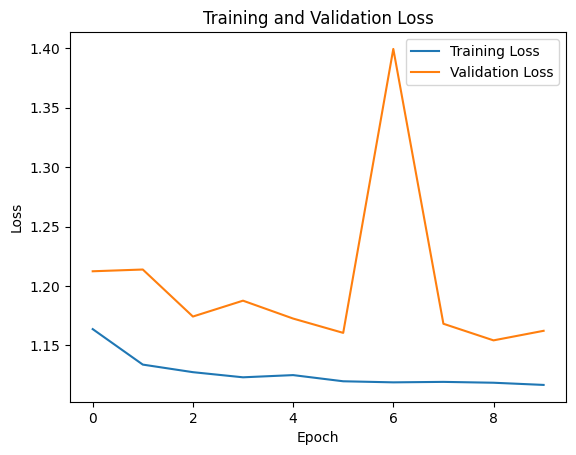 Training and Validation Loss
Training Loss
Validation Loss
1.40
1.35
1.30
1.25
1.20
1.15
Loss
0 2 4 6 8
Epoch